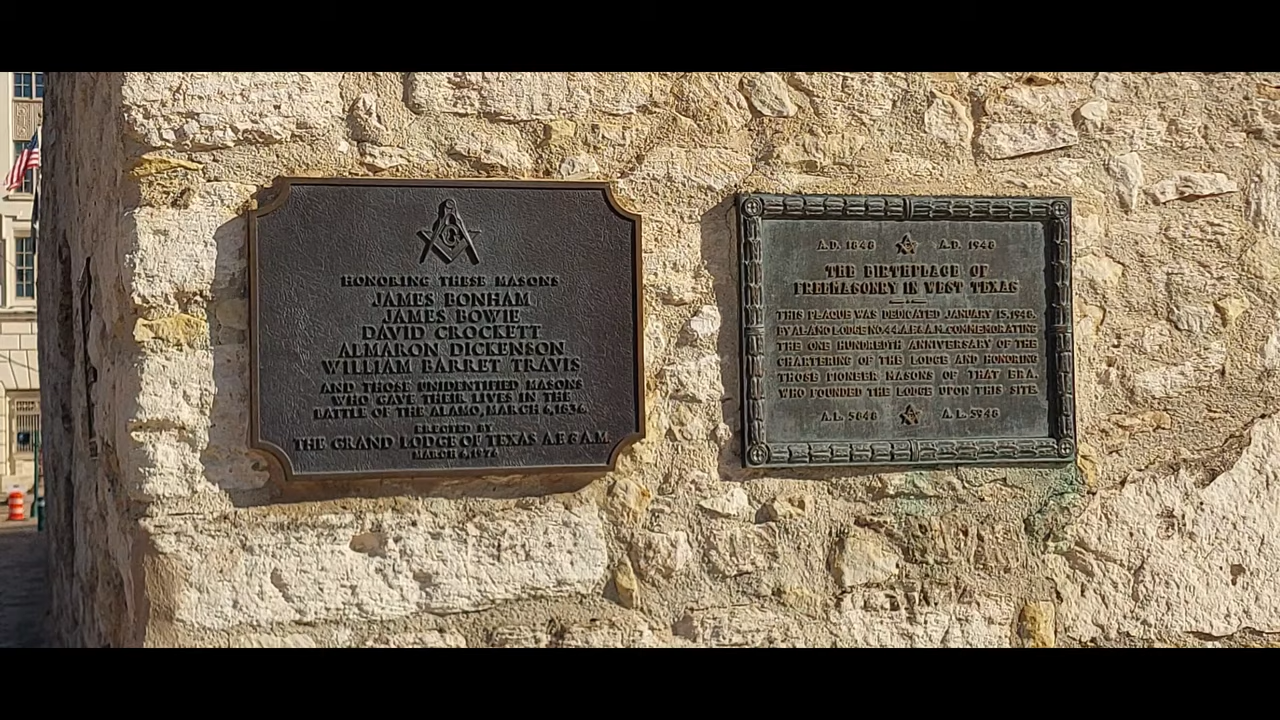 HONORING THESE MASONS
JAMES BONHAM
JAMES BOWIE
DAVID CROCKETT
ALMARON DICKENSON
WILLIAM BARRET TRAVIS
AND THOSE UNIDENTIFIED MASONS
WHO GAVE THEIR LIVES IN THE
BATTLE OF THE ALAMO, MARCH 6, 1836.
ERECTED BY
THE GRAND LODGE OF TEXAS A.F. & A.M.
MARCH 6, 1976
A.D. 1848 A.D. 1948
THE BIRTHPLACE OF
FREEMASONRY IN WEST TEXAS
THIS PLAQUE WAS DEDICATED JANUARY 15, 1948,
BY ALAMO LODGE NO. 44 A.F. & A.M. COMMEMORATING
THE ONE HUNDREDTH ANNIVERSARY OF THE
CHARTERING OF THE LODGE AND HONORING
THOSE PIONEER MASONS OF THAT ERA,
WHO FOUNDED THE LODGE UPON THIS SITE.
A.L. 5848 A.L. 5948